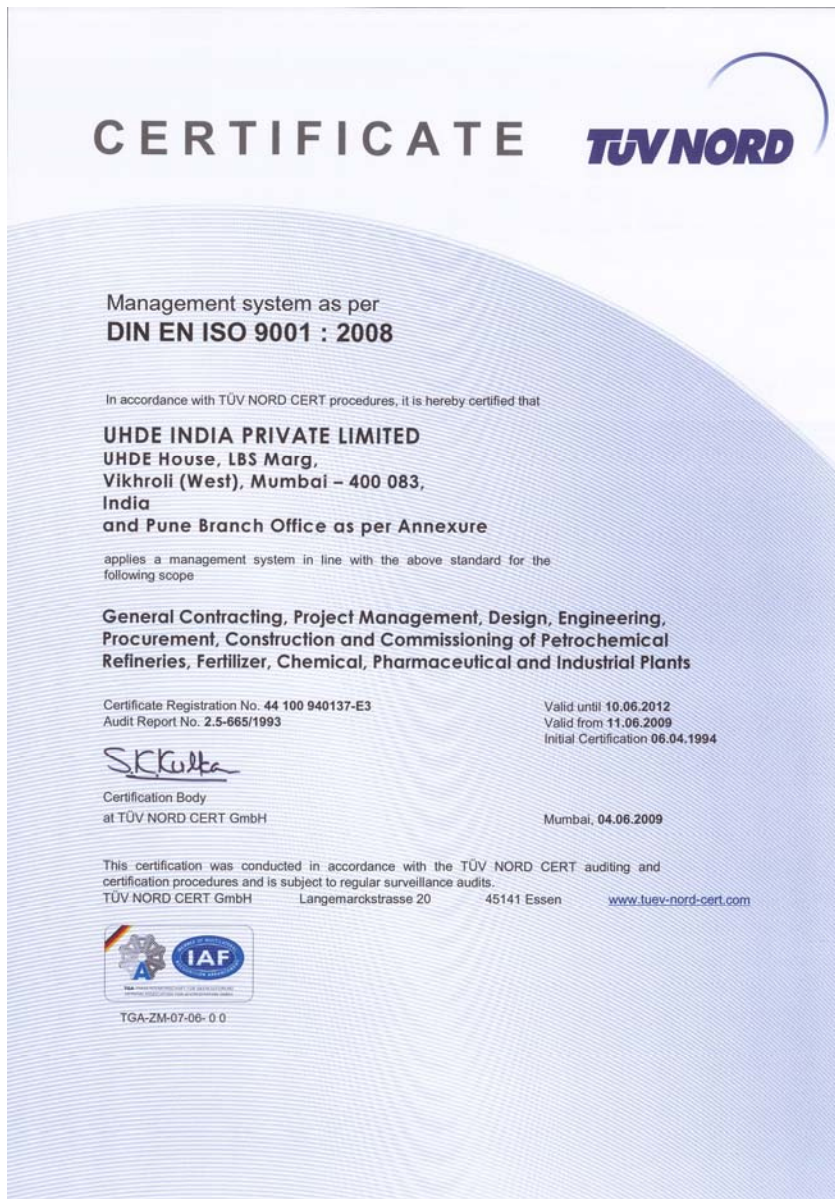 CERTIFICATE
TÜV NORD
Management system as per
DIN EN ISO 9001 : 2008
In accordance with TÜV NORD CERT procedures, it is hereby certified that
UHDE INDIA PRIVATE LIMITED
UHDE House, LBS Marg,
Vikhroli (West), Mumbai – 400 083,
India
and Pune Branch Office as per Annexure
applies a management system in line with the above standard for the
following scope
General Contracting, Project Management, Design, Engineering,
Procurement, Construction and Commissioning of Petrochemical
Refineries, Fertilizer, Chemical, Pharmaceutical and Industrial Plants
Certificate Registration No. 44 100 940137-E3
Audit Report No. 2.5-665/1993
Valid until 10.06.2012
Valid from 11.06.2009
Initial Certification 06.04.1994
Certification Body
at TÜV NORD CERT GmbH
Mumbai, 04.06.2009
This certification was conducted in accordance with the TÜV NORD CERT auditing and
certification procedures and is subject to regular surveillance audits.
TÜV NORD CERT GmbH Langemarckstrasse 20 45141 Essen www.tuev-nord-cert.com
A
IAF
TGA-ZM-07-06- 0 0